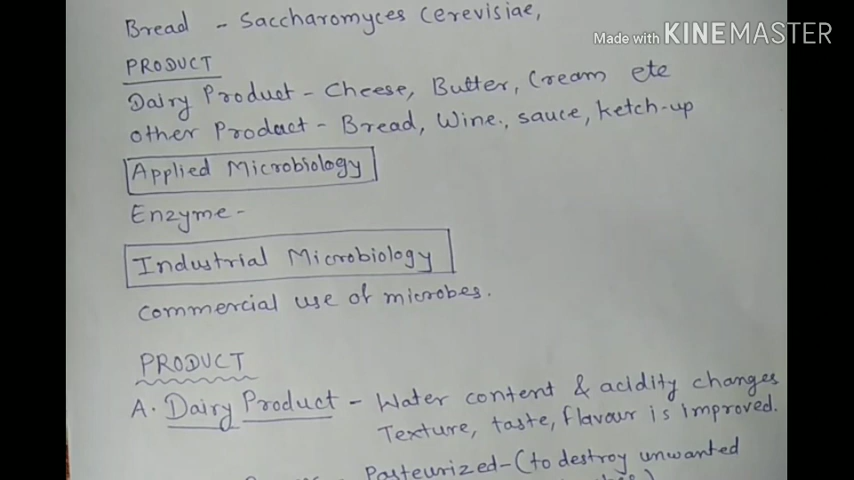 Bread - Saccharomyces Cerevisiae,
Made with KINEMASTER
PRODUCT
Dairy Product - Cheese, Butter, Cream etc
other Product - Bread, Wine., sauce, ketch-up
Applied Microbiology
Enzyme -
Industrial Microbiology
Commercial use of microbes.
PRODUCT
A. Dairy Product - Water content & acidity changes
Texture, taste, flavour is improved.
Pasteurized - (to destroy unwanted